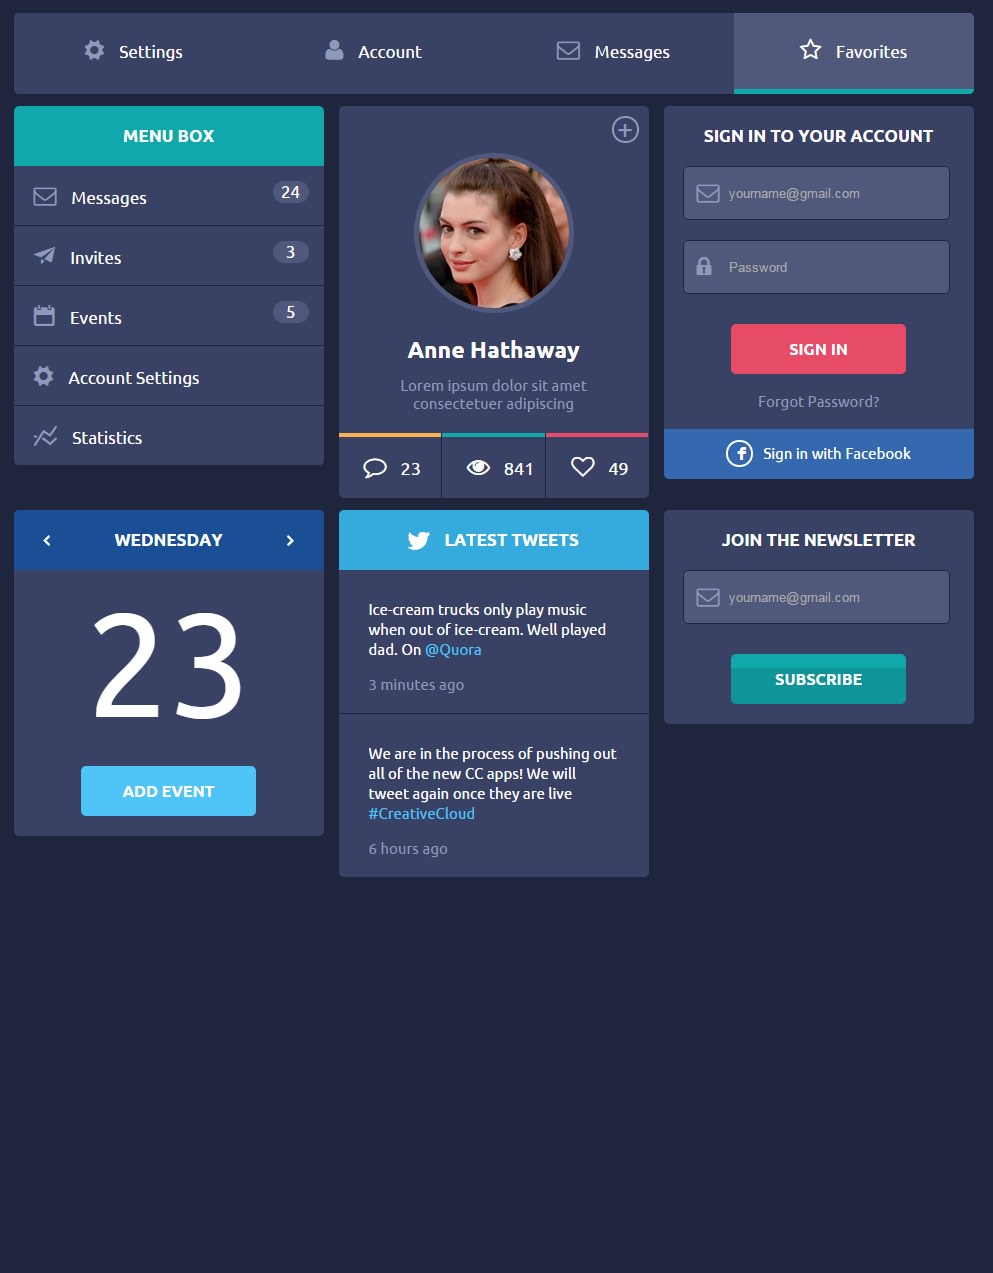 Settings
Account
Messages
Favorites
MENU BOX
Messages 24
Invites 3
Events 5
Account Settings
Statistics
Anne Hathaway
Lorem ipsum dolor sit amet
consectetuer adipiscing
23
841
49
SIGN IN TO YOUR ACCOUNT
yourname@gmail.com
Password
SIGN IN
Forgot Password?
Sign in with Facebook
WEDNESDAY
23
ADD EVENT
LATEST TWEETS
Ice-cream trucks only play music
when out of ice-cream. Well played
dad. On @Quora
3 minutes ago
We are in the process of pushing out
all of the new CC apps! We will
tweet again once they are live
#CreativeCloud
6 hours ago
JOIN THE NEWSLETTER
yourname@gmail.com
SUBSCRIBE